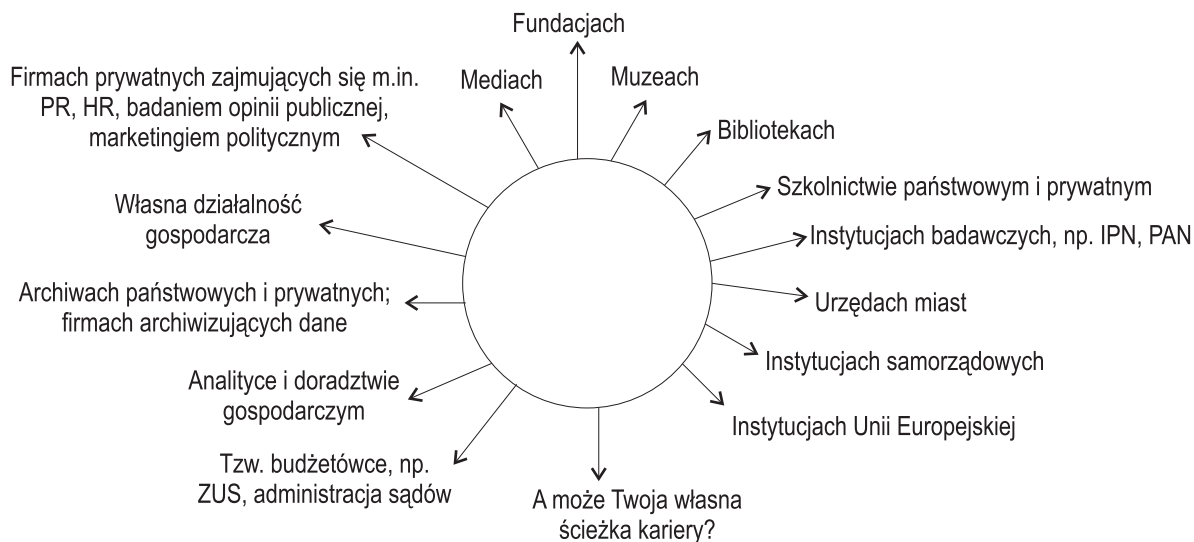 Fundacjach
Mediach
Muzeach
Firmach prywatnych zajmujących się m.in.
PR, HR, badaniem opinii publicznej,
marketingiem politycznym
Bibliotekach
Szkolnictwie państwowym i prywatnym
Własna działalność
gospodarcza
Instytucjach badawczych, np. IPN, PAN
Archiwach państwowych i prywatnych;
firmach archiwizujących dane
Urzędach miast
Instytucjach samorządowych
Analityce i doradztwie
gospodarczym
Instytucjach Unii Europejskiej
Tzw. budżetówce, np.
ZUS, administracja sądów
A może Twoja własna
ścieżka kariery?